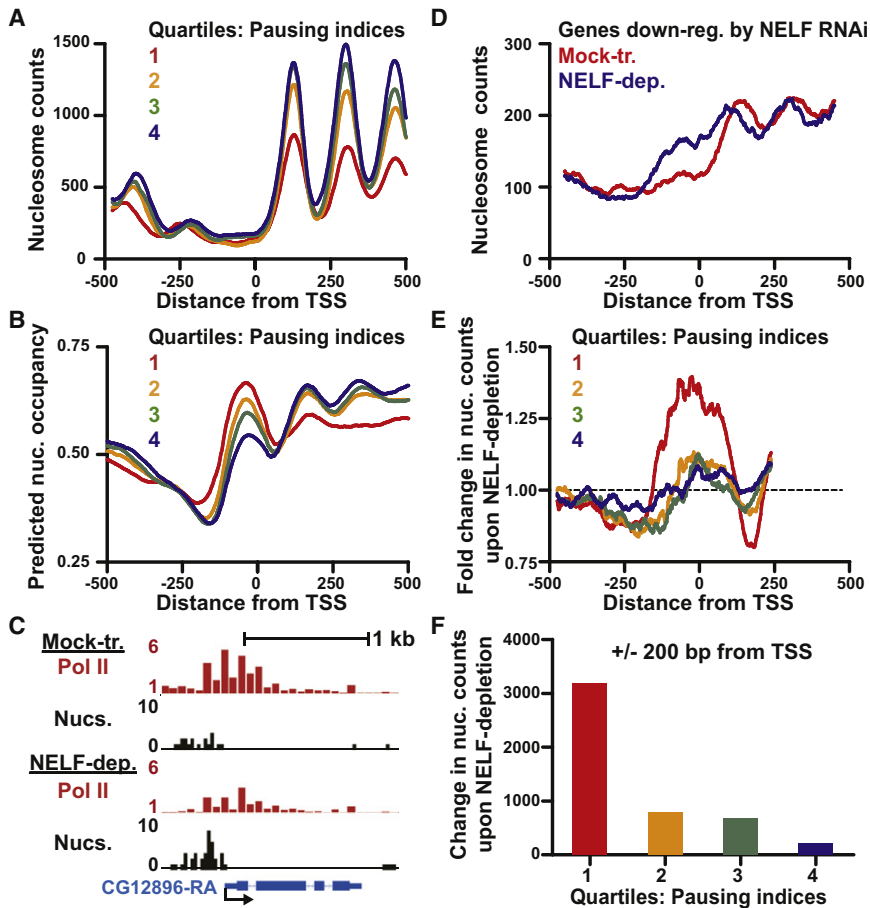 A
Quartiles: Pausing indices
1
2
3
4
Nucleosome counts
1500
1000
500
0
-500
-250
0
250
500
Distance from TSS
B
Quartiles: Pausing indices
1
2
3
4
Predicted nuc. occupancy
0.75
0.50
0.25
-500
-250
0
250
500
Distance from TSS
C
Mock-tr.
Pol II
6
1
1 kb
Nucs.
10
0
NELF-dep.
Pol II
6
1
Nucs.
10
0
CG12896-RA
D
Genes down-reg. by NELF RNAi
Mock-tr.
NELF-dep.
Nucleosome counts
300
200
100
0
-500
-250
0
250
500
Distance from TSS
E
Quartiles: Pausing indices
1
2
3
4
Fold change in nuc. counts
upon NELF-depletion
1.50
1.25
1.00
0.75
-500
-250
0
250
500
Distance from TSS
F
+/- 200 bp from TSS
Change in nuc. counts
upon NELF-depletion
4000
3000
2000
1000
0
1
2
3
4
Quartiles: Pausing indices